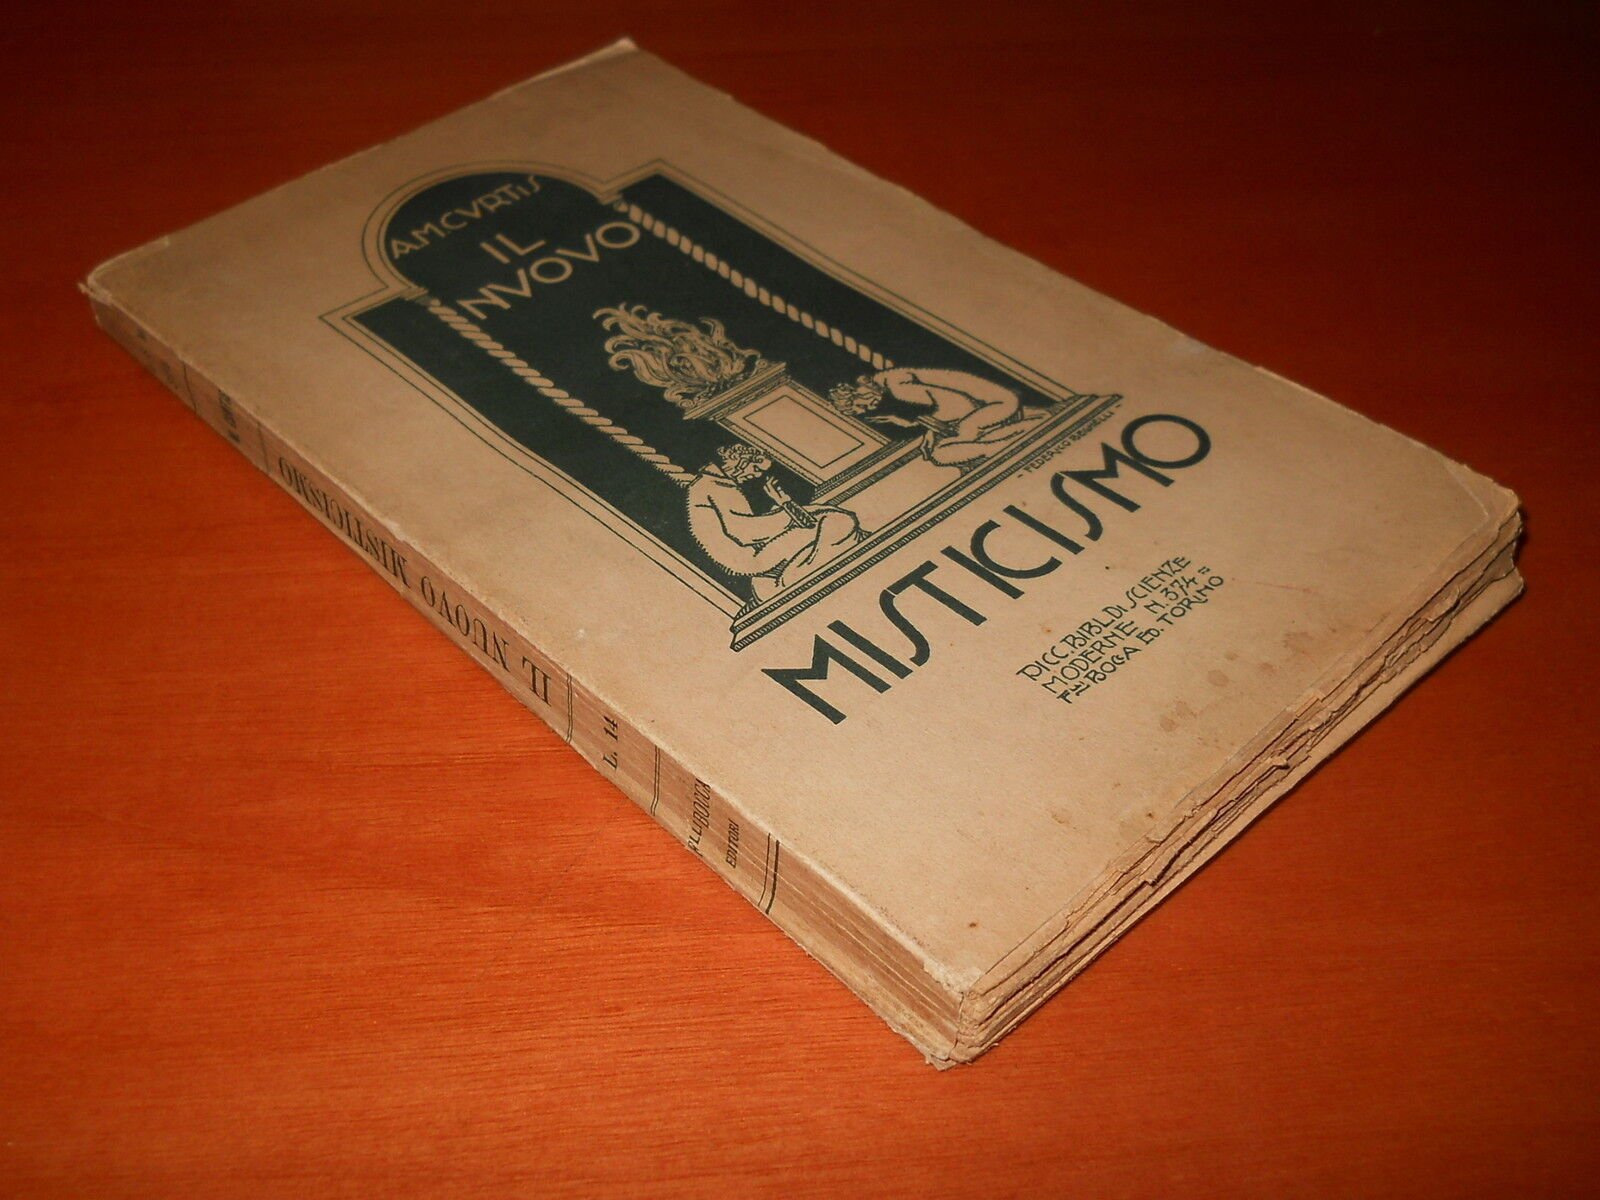 A.M.CVRTIS
IL
NVOVO
MISTICISMO
PICC. BIBL. DI SCIENZE
MODERNE N. 374 =
F.LLI BOCCA ED. TORINO
IL NUOVO MISTICISMO
L. 14
BOCCA
EDITORI